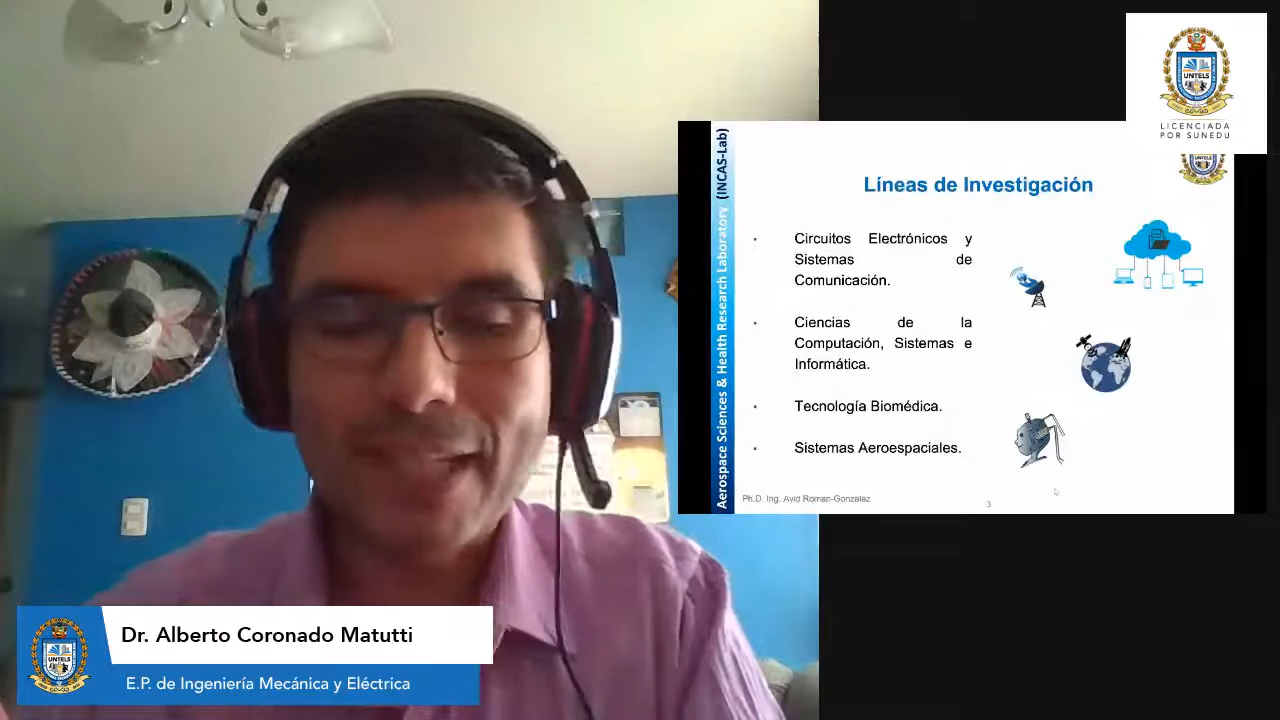 UNTELS
LICENCIADA
POR SUNEDU
Aerospace Sciences & Health Research Laboratory (INCAS-Lab)
Líneas de Investigación
• Circuitos Electrónicos y
Sistemas de
Comunicación.
• Ciencias de la
Computación, Sistemas e
Informática.
• Tecnología Biomédica.
• Sistemas Aeroespaciales.
Ph.D. Ing. Avid Roman-Gonzalez
3
UNTELS
Dr. Alberto Coronado Matutti
E.P. de Ingeniería Mecánica y Eléctrica